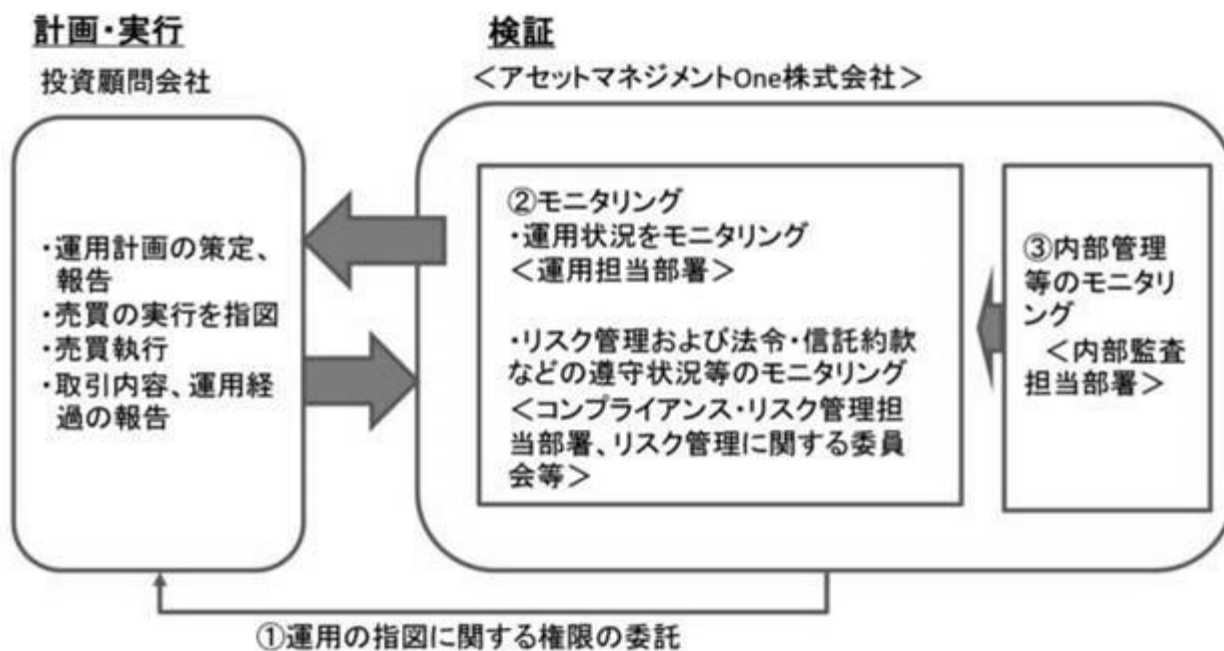 計画・実行
投資顧問会社
・運用計画の策定、
報告
・売買の実行を指図
・売買執行
・取引内容、運用経
過の報告
検証
＜アセットマネジメントOne株式会社＞
②モニタリング
・運用状況をモニタリング
＜運用担当部署＞
・リスク管理および法令・信託約款
などの遵守状況等のモニタリング
＜コンプライアンス・リスク管理担
当部署、リスク管理に関する委員
会等＞
③内部管理
等のモニタリ
ング
＜内部監査
担当部署＞
①運用の指図に関する権限の委託